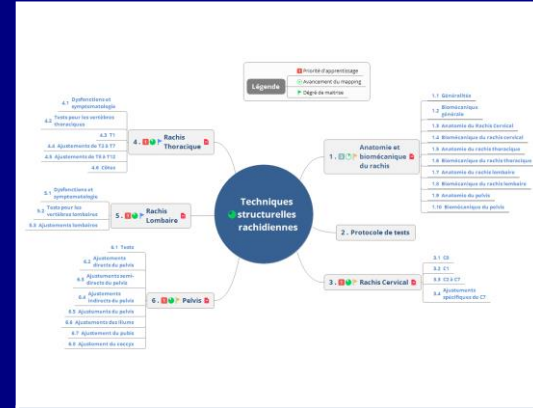 Légende
Priorité d'apprentissage
Avancement du mapping
Dégré de maitrise
Techniques
structurelles
rachidiennes
1 .
Anatomie et
biomécanique
du rachis
1.1 Généralités
1.2 Biomécanique
générale
1.3 Anatomie du Rachis Cervical
1.4 Biomécanique du rachis cervical
1.5 Anatomie du rachis thoracique
1.6 Biomécanique du rachis thoracique
1.7 Anatomie du rachis lombaire
1.8 Biomécanique du rachis lombaire
1.9 Anatomie du pelvis
1.10 Biomécanique du pelvis
2 . Protocole de tests
3 . Rachis Cervical
3.1 C0
3.2 C1
3.3 C2 à C7
3.4 Ajustements
spécifiques de C7
4 . Rachis
Thoracique
4.1 Dysfonctions et
symptomatologie
4.2 Tests pour les vertèbres
thoraciques
4.3 T1
4.4 Ajustements de T2 à T7
4.5 Ajustements de T8 à T12
4.6 Côtes
5 . Rachis
Lombaire
5.1 Dysfonctions et
symptomatologie
5.2 Tests pour les
vertèbres lombaires
5.3 Ajustements lombaires
6 . Pelvis
6.1 Tests
6.2 Ajustements
directs du pelvis
6.3 Ajustements semi-
directs du pelvis
6.4 Ajustements
indirects du pelvis
6.5 Ajustements du pelvis
6.6 Ajustements des iliums
6.7 Ajustement du pubis
6.8 Ajustement du coccyx